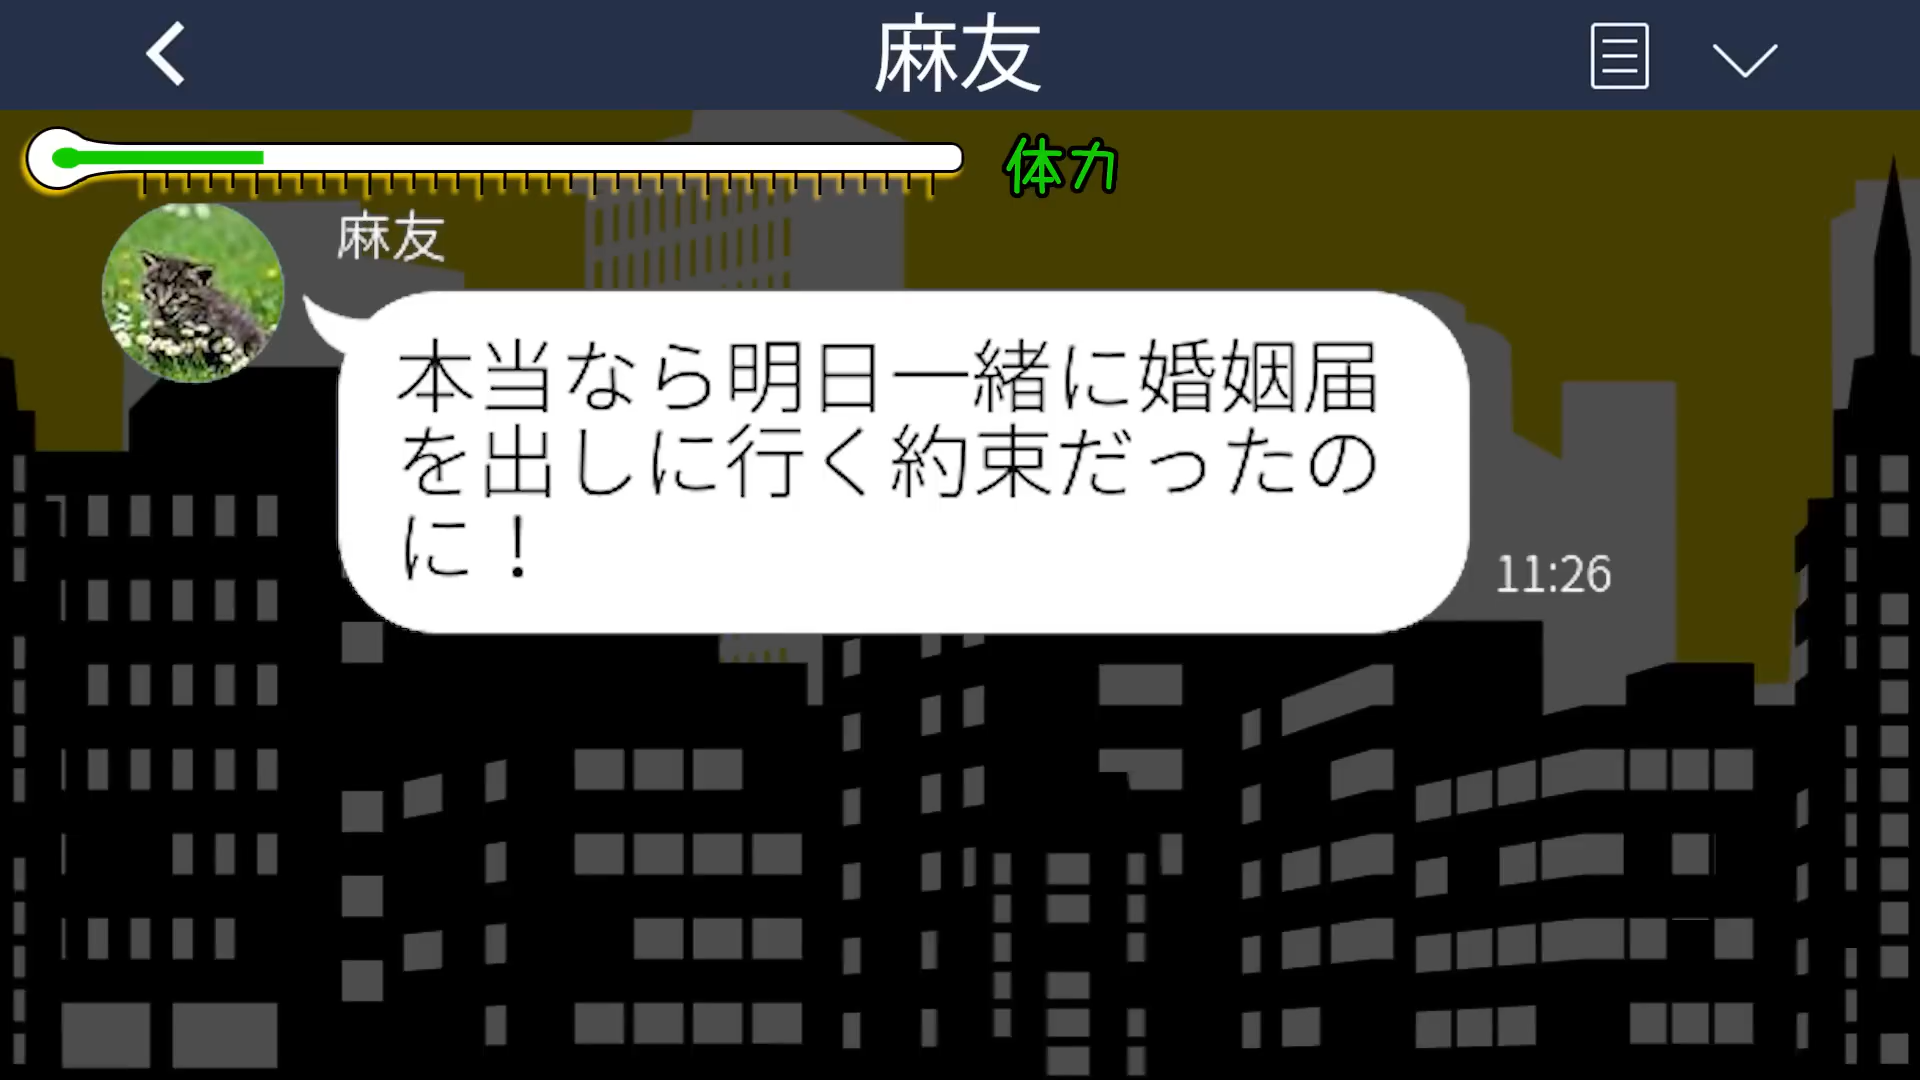 麻友
体力
麻友
本当なら明日一緒に婚姻届
を出しに行く約束だったの
に！
11:26